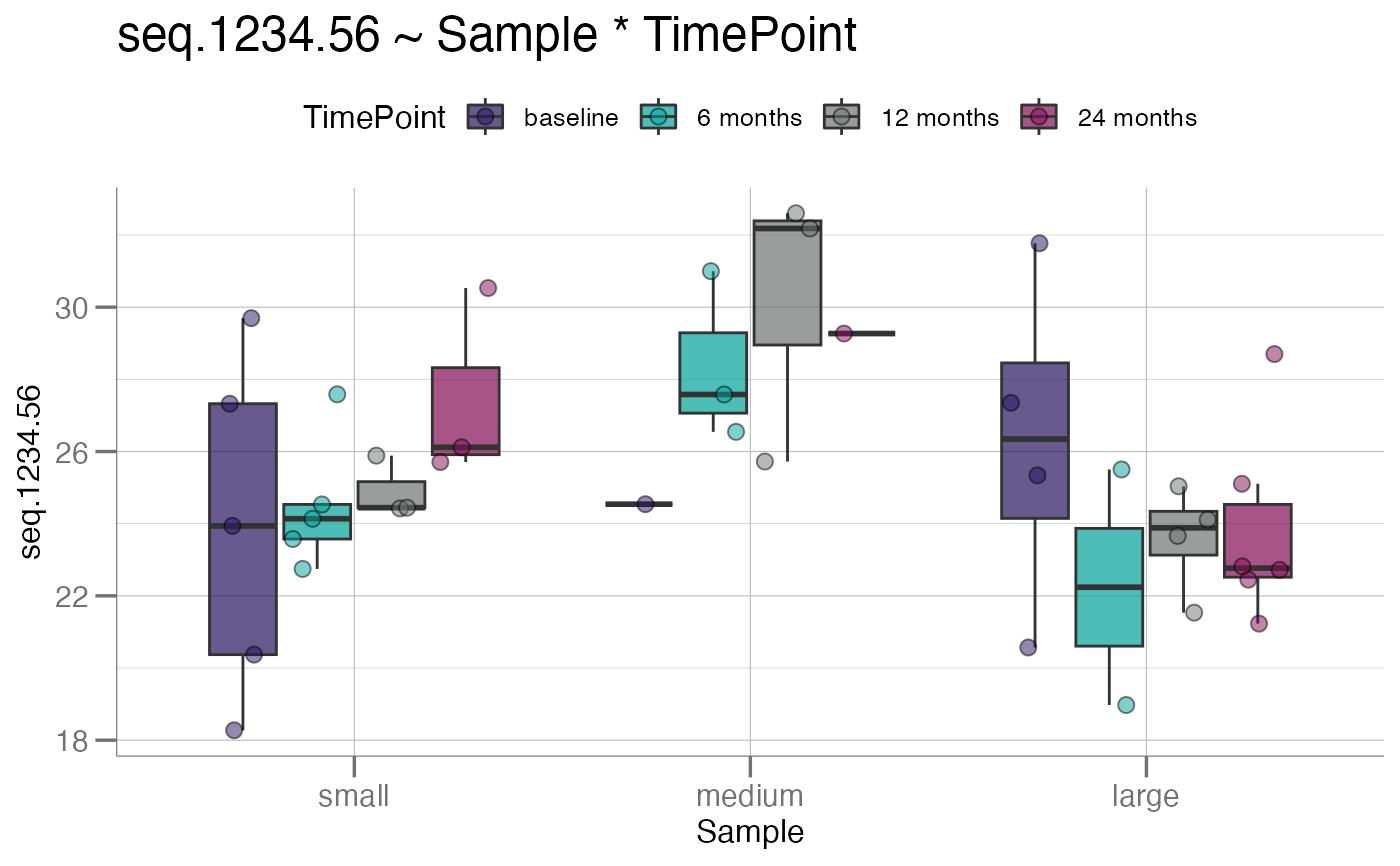 seq.1234.56 ~ Sample * TimePoint
TimePoint baseline 6 months 12 months 24 months
seq.1234.56
30
26
22
18
small medium large
Sample